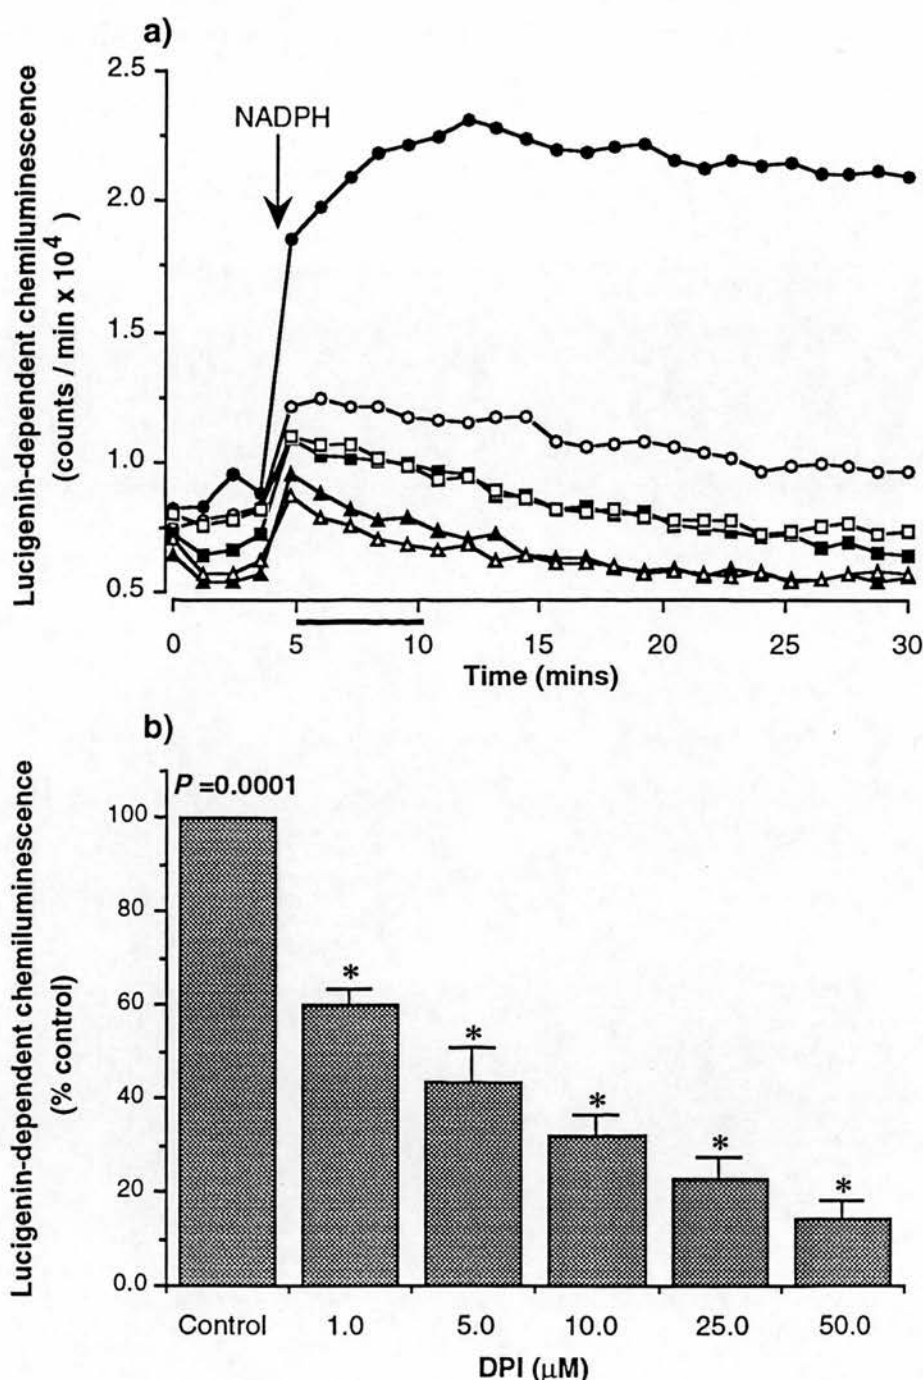 a)
Lucigenin-dependent chemiluminescence
(counts / min x 10⁴)
2.5
2.0
1.5
1.0
0.5
NADPH
0 5 10 15 20 25 30
Time (mins)
b)
Lucigenin-dependent chemiluminescence
(% control)
100
80
60
40
20
0.0
P =0.0001
* * * * *
Control 1.0 5.0 10.0 25.0 50.0
DPI (µM)